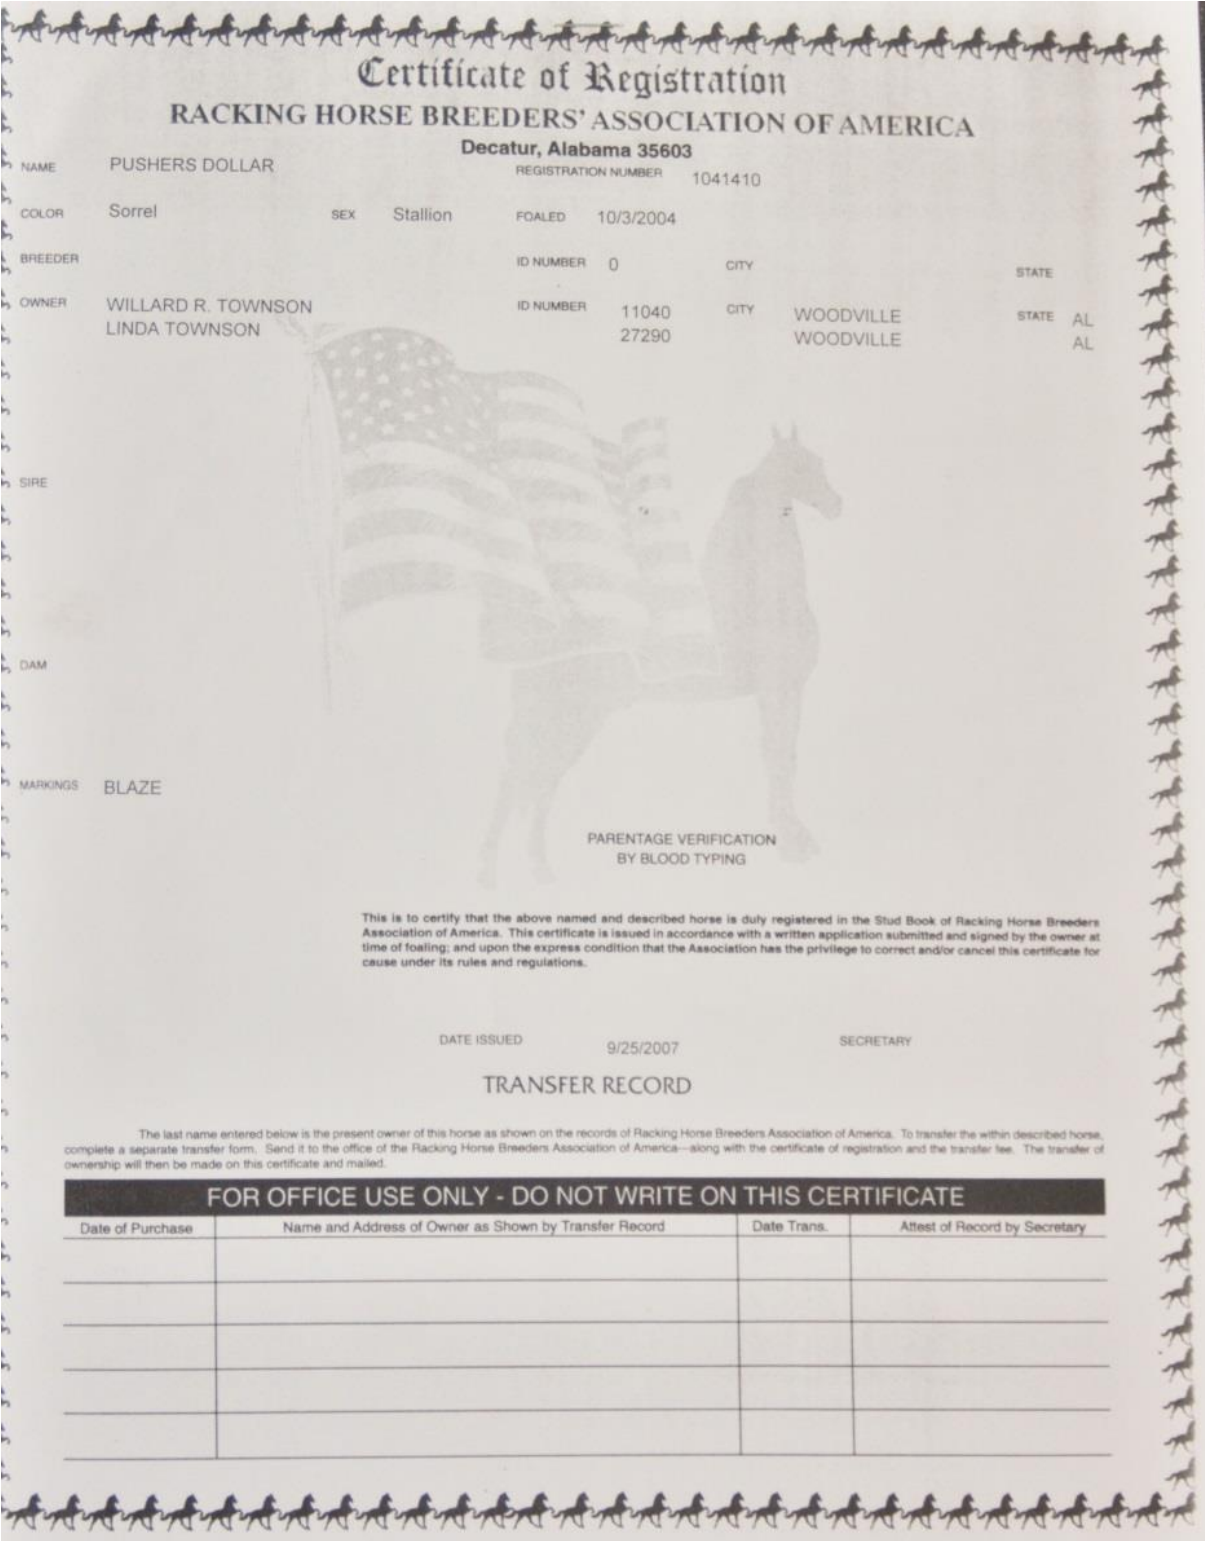 Certificate of Registration
RACKING HORSE BREEDERS' ASSOCIATION OF AMERICA
Decatur, Alabama 35603
NAME PUSHERS DOLLAR REGISTRATION NUMBER 1041410
COLOR Sorrel SEX Stallion FOALED 10/3/2004
BREEDER ID NUMBER 0 CITY STATE
OWNER WILLARD R. TOWNSON ID NUMBER 11040 CITY WOODVILLE STATE AL
LINDA TOWNSON 27290 WOODVILLE AL
SIRE
DAM
MARKINGS BLAZE
PARENTAGE VERIFICATION
BY BLOOD TYPING
This is to certify that the above named and described horse is duly registered in the Stud Book of Racking Horse Breeders
Association of America. This certificate is issued in accordance with a written application submitted and signed by the owner at
time of foaling; and upon the express condition that the Association has the privilege to correct and/or cancel this certificate for
cause under its rules and regulations.
DATE ISSUED 9/25/2007 SECRETARY
TRANSFER RECORD
The last name entered below is the present owner of this horse as shown on the records of Racking Horse Breeders Association of America. To transfer the within described horse,
complete a separate transfer form. Send it to the office of the Racking Horse Breeders Association of America—along with the certificate of registration and the transfer fee. The transfer of
ownership will then be made on this certificate and mailed.
FOR OFFICE USE ONLY - DO NOT WRITE ON THIS CERTIFICATE
Date of Purchase Name and Address of Owner as Shown by Transfer Record Date Trans. Attest of Record by Secretary